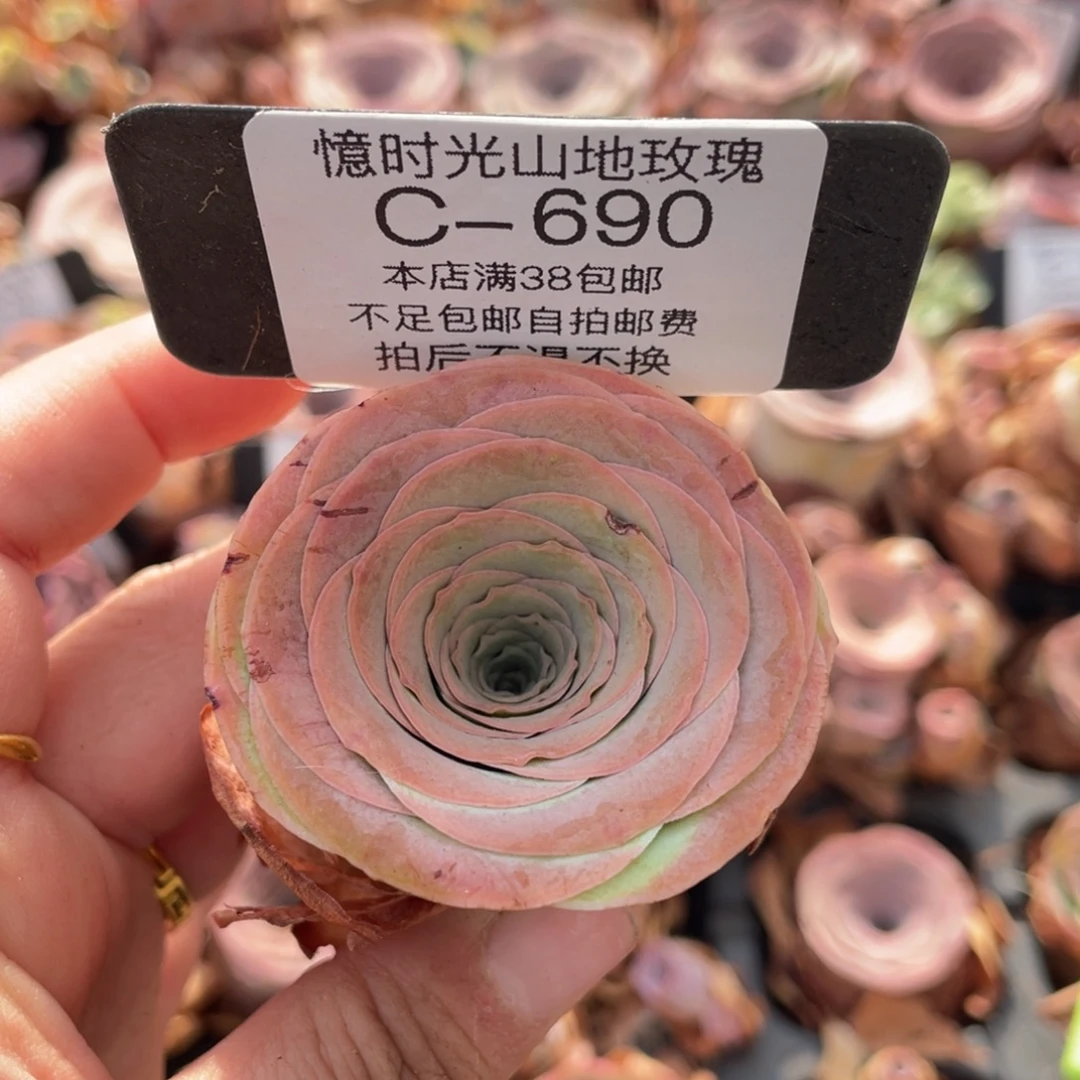 憶时光山地玫瑰
C-690
本店满38包邮
不足包邮自拍邮费
拍后不退不换